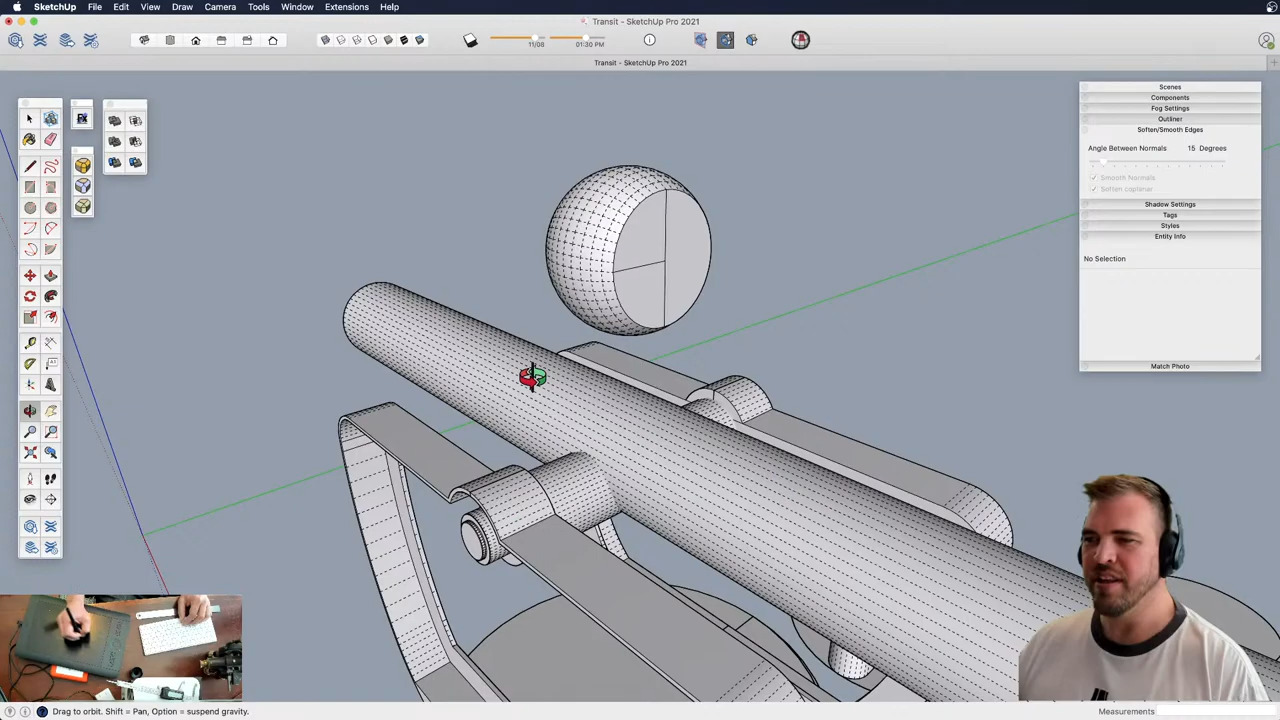 SketchUp File Edit View Draw Camera Tools Window Extensions Help
Transit - SketchUp Pro 2021
11/08
01:30 PM
Transit - SketchUp Pro 2021
Scenes
Components
Fog Settings
Outliner
Soften/Smooth Edges
Angle Between Normals 15 Degrees
Smooth Normals
Soften coplanar
Shadow Settings
Tags
Styles
Entity Info
No Selection
Match Photo
Drag to orbit. Shift = Pan, Option = suspend gravity.
Measurements